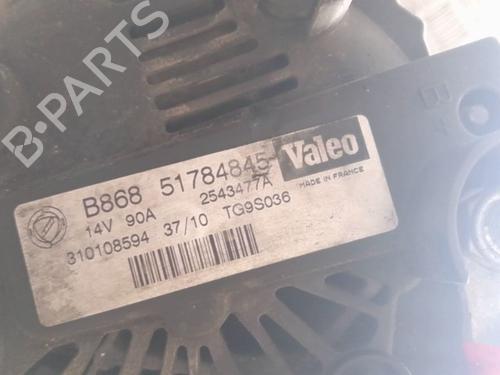 B-PARTS
B868 51784845
Valeo
14V 90A 2543477A
MADE IN FRANCE
310108594 37/10 TG9S036
B+